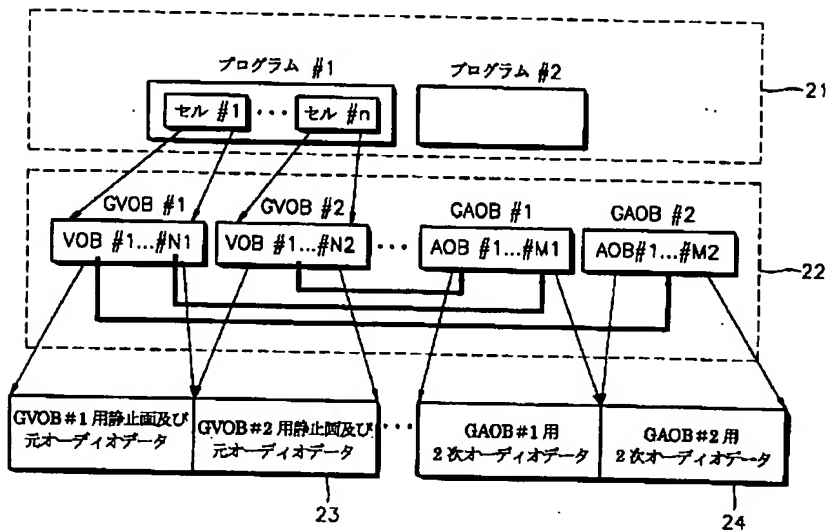 プログラム #1
プログラム #2
21
セル #1 ··· セル #n
GVOB #1
GVOB #2
GAOB #1
GAOB #2
VOB #1...#N1
VOB #1...#N2
···
AOB #1...#M1
AOB#1...#M2
22
GVOB#1用静止画及び
元オーディオデータ
GVOB#2用静止画及び
元オーディオデータ
···
GAOB#1用
2次オーディオデータ
GAOB#2用
2次オーディオデータ
23
24